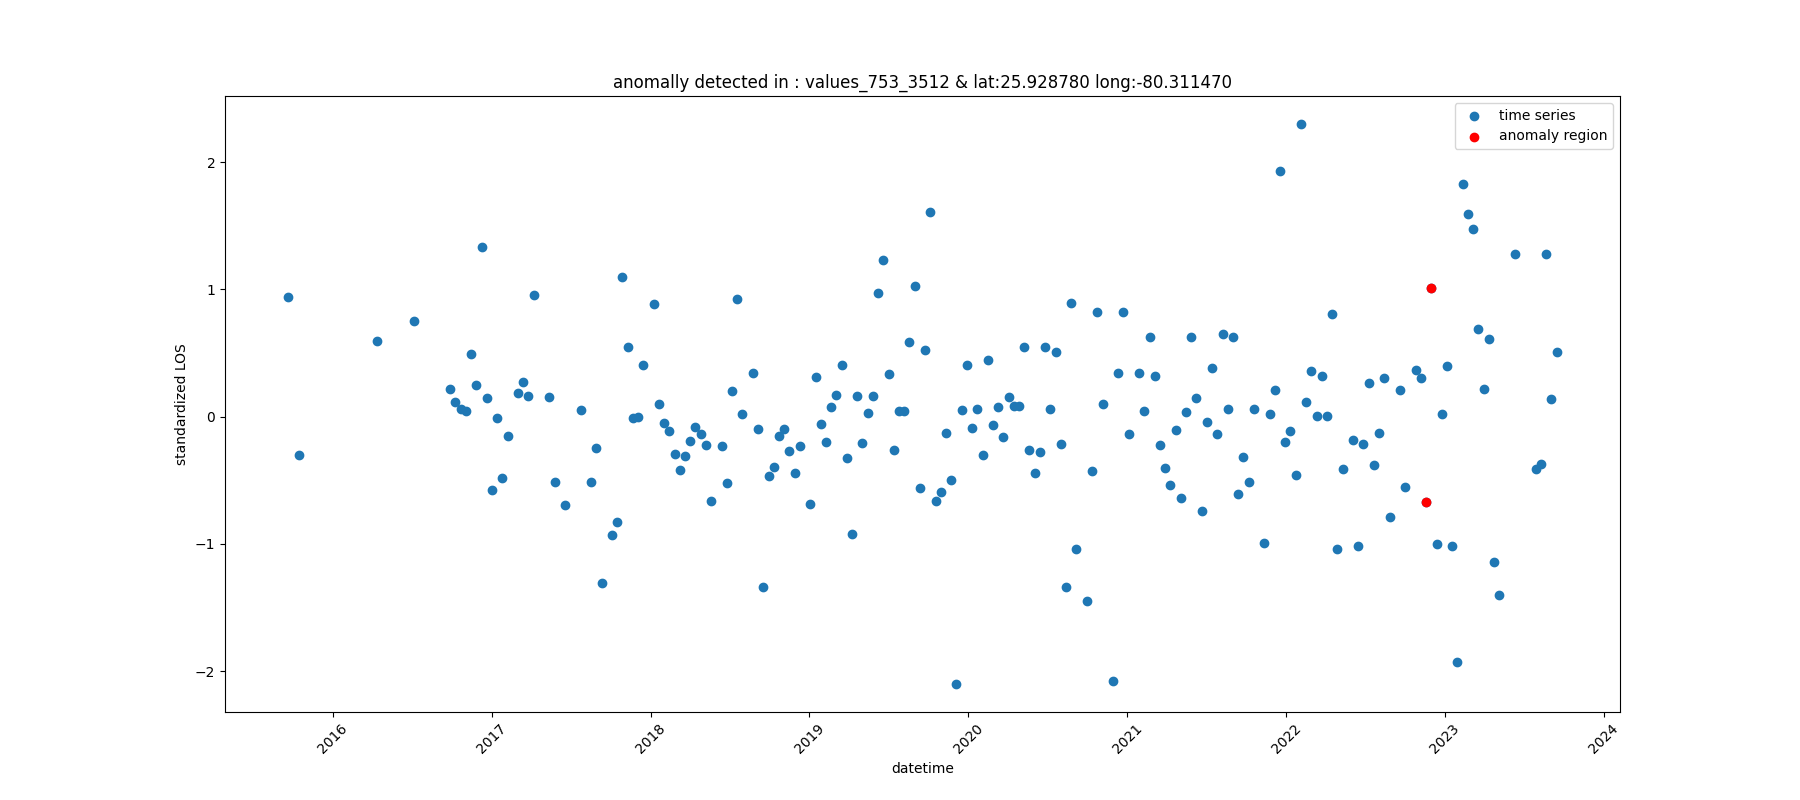 anomally detected in : values_753_3512 & lat:25.928780 long:-80.311470
time series
anomaly region
standardized LOS
2
1
0
−1
−2
2016
2017
2018
2019
2020
2021
2022
2023
2024
datetime